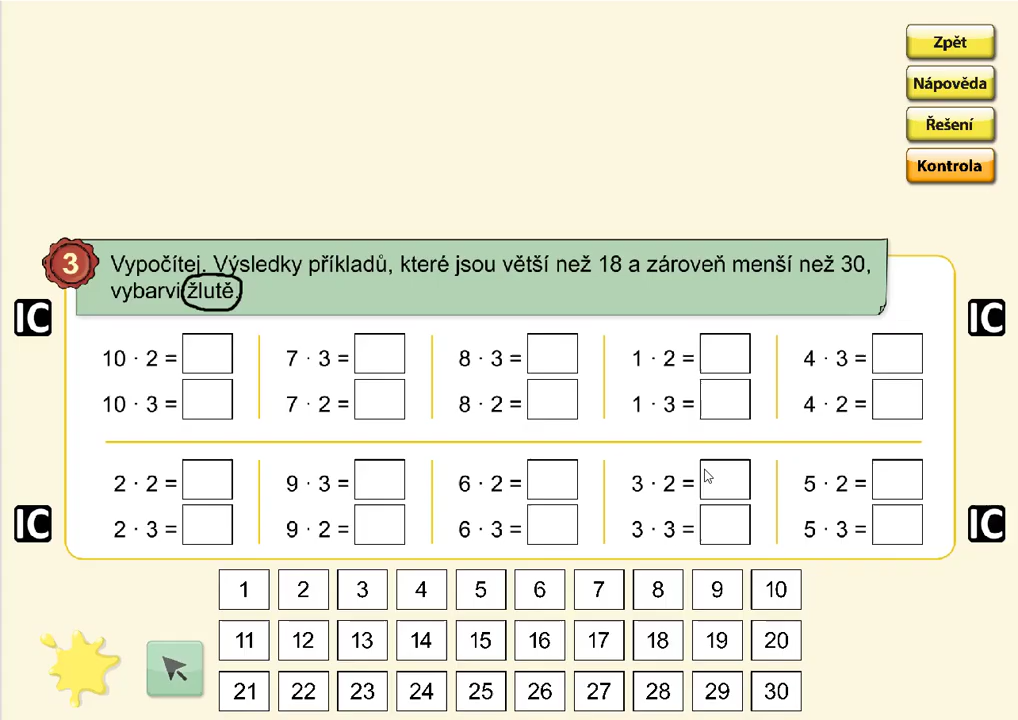 Zpět
Nápověda
Řešení
Kontrola
3 Vypočítej. Výsledky příkladů, které jsou větší než 18 a zároveň menší než 30,
vybarvi žlutě.
IC IC
10 · 2 = 7 · 3 = 8 · 3 = 1 · 2 = 4 · 3 =
10 · 3 = 7 · 2 = 8 · 2 = 1 · 3 = 4 · 2 =
2 · 2 = 9 · 3 = 6 · 2 = 3 · 2 = 5 · 2 =
2 · 3 = 9 · 2 = 6 · 3 = 3 · 3 = 5 · 3 =
IC IC
1 2 3 4 5 6 7 8 9 10
11 12 13 14 15 16 17 18 19 20
21 22 23 24 25 26 27 28 29 30